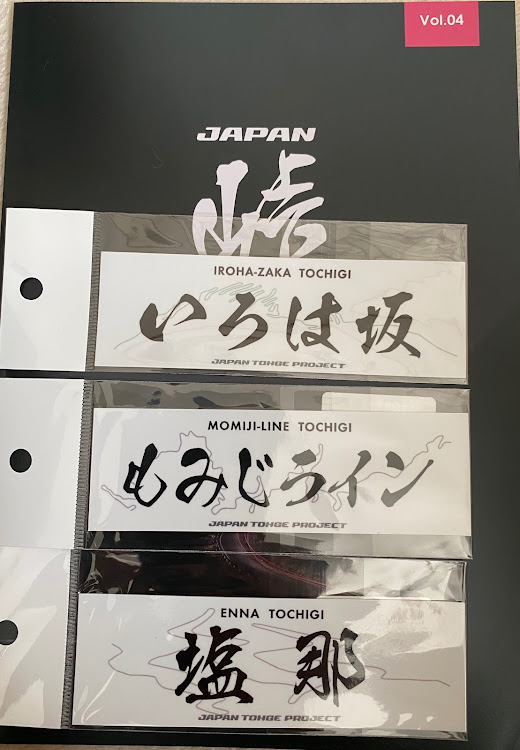 Vol.04
JAPAN
峠
IROHA-ZAKA TOCHIGI
いろは坂
JAPAN TOHGE PROJECT
MOMIJI-LINE TOCHIGI
もみじライン
JAPAN TOHGE PROJECT
ENNA TOCHIGI
塩那
JAPAN TOHGE PROJECT